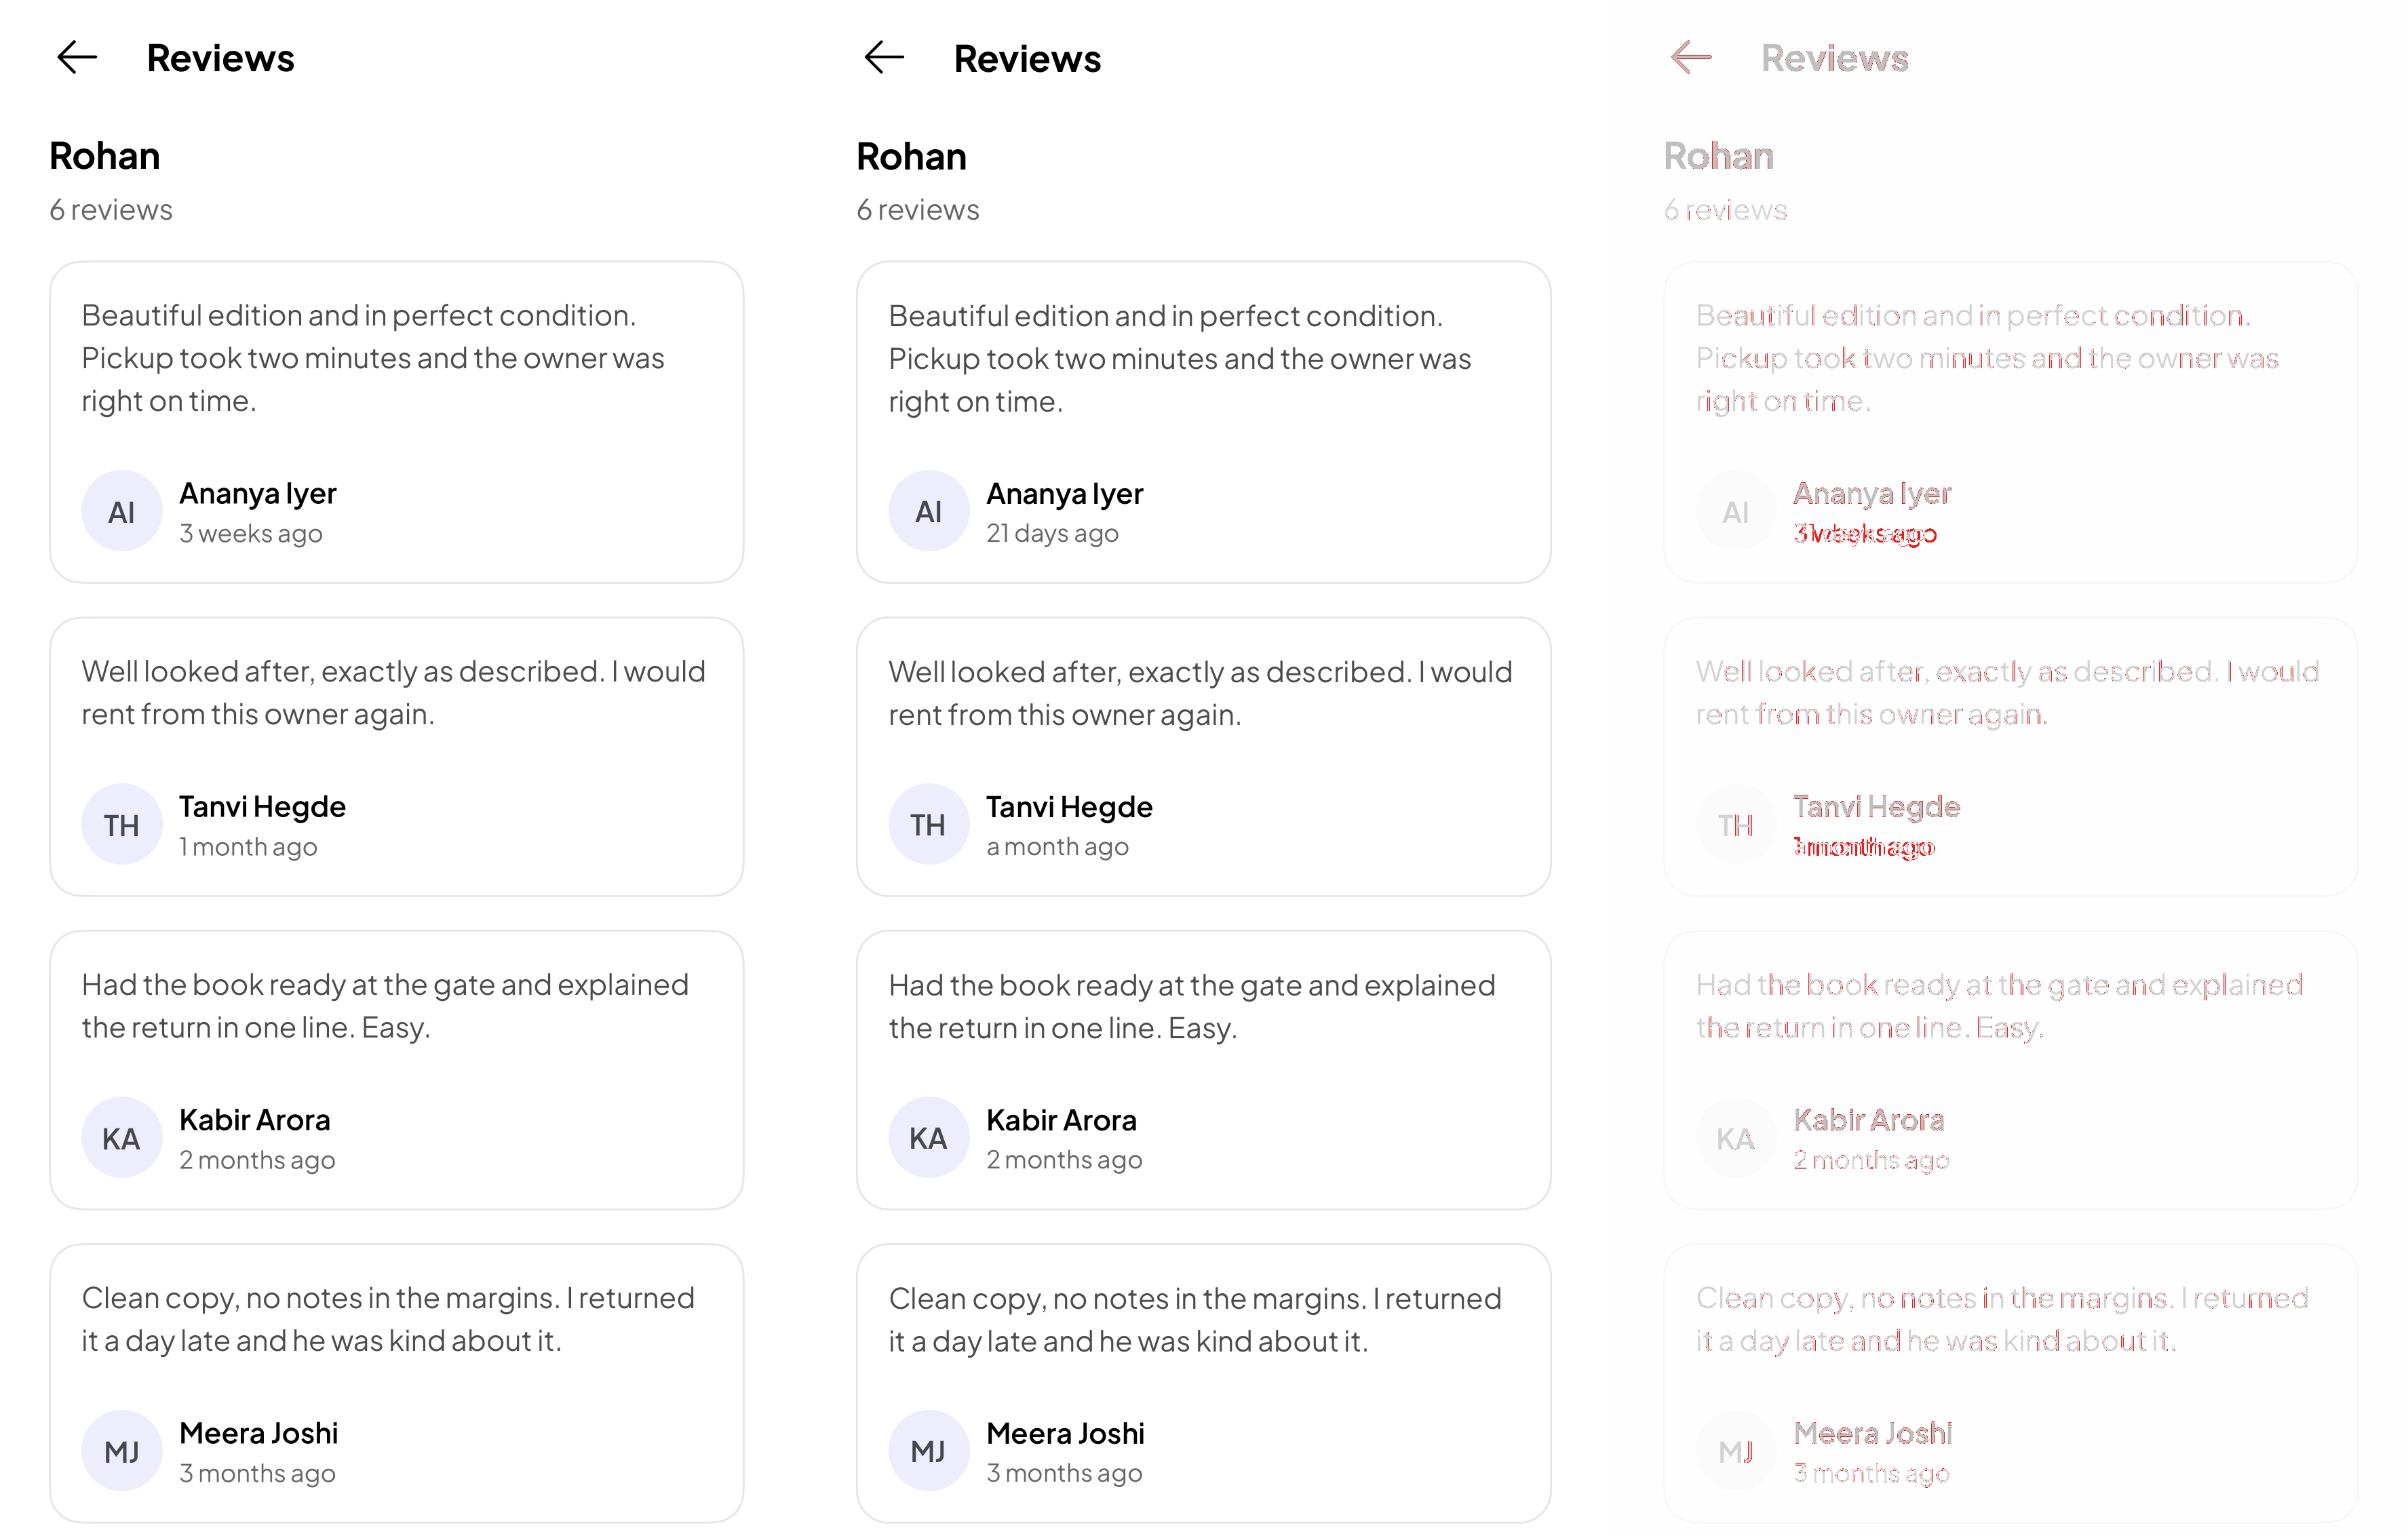 Reviews
Rohan
6 reviews
Beautiful edition and in perfect condition.
Pickup took two minutes and the owner was
right on time.
AI
Ananya Iyer
3 weeks ago
Well looked after, exactly as described. I would
rent from this owner again.
TH
Tanvi Hegde
1 month ago
Had the book ready at the gate and explained
the return in one line. Easy.
KA
Kabir Arora
2 months ago
Clean copy, no notes in the margins. I returned
it a day late and he was kind about it.
MJ
Meera Joshi
3 months ago
Reviews
Rohan
6 reviews
Beautiful edition and in perfect condition.
Pickup took two minutes and the owner was
right on time.
AI
Ananya Iyer
21 days ago
Well looked after, exactly as described. I would
rent from this owner again.
TH
Tanvi Hegde
a month ago
Had the book ready at the gate and explained
the return in one line. Easy.
KA
Kabir Arora
2 months ago
Clean copy, no notes in the margins. I returned
it a day late and he was kind about it.
MJ
Meera Joshi
3 months ago
Reviews
Rohan
6 reviews
Beautiful edition and in perfect condition.
Pickup took two minutes and the owner was
right on time.
AI
Ananya Iyer
Well looked after, exactly as described. I would
rent from this owner again.
TH
Tanvi Hegde
Had the book ready at the gate and explained
the return in one line. Easy.
KA
Kabir Arora
2 months ago
Clean copy, no notes in the margins. I returned
it a day late and he was kind about it.
MJ
Meera Joshi
3 months ago